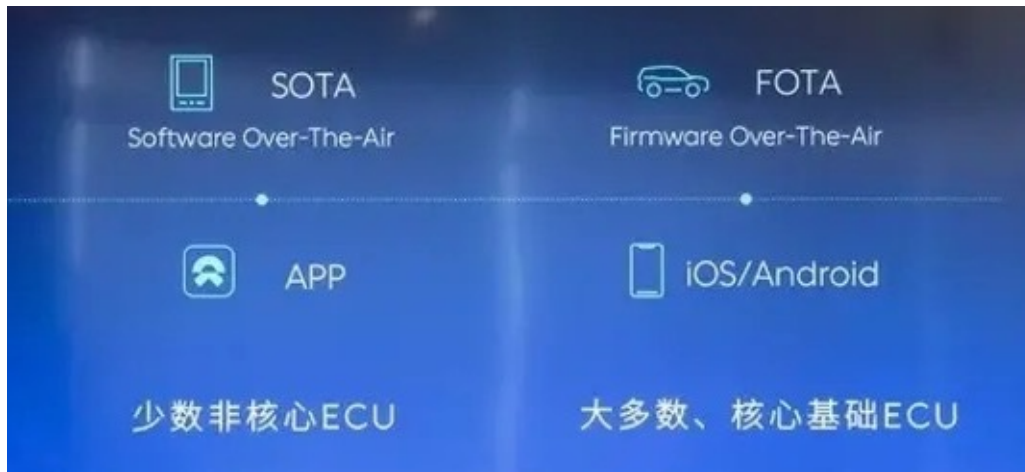 SOTA
Software Over-The-Air
FOTA
Firmware Over-The-Air
APP
iOS/Android
少数非核心ECU
大多数、核心基础ECU